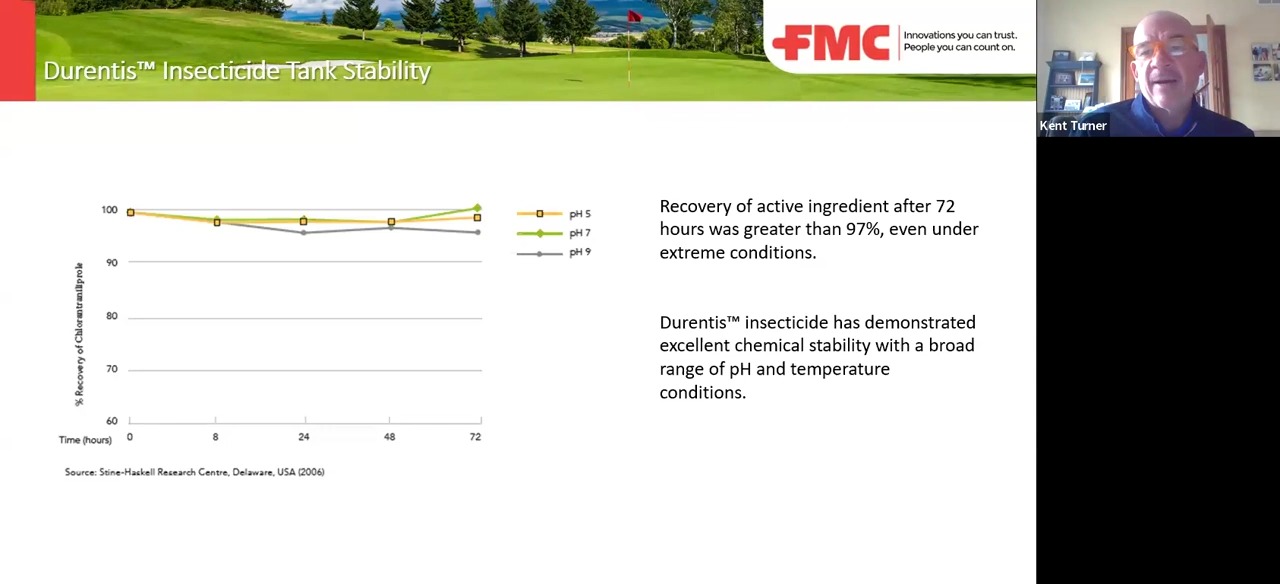 Durentis™ Insecticide Tank Stability
FMC
Innovations you can trust.
People you can count on.
Kent Turner
100
90
80
70
60
% Recovery of Chlorantraniliprole
Time (hours) 0 8 24 48 72
pH 5
pH 7
pH 9
Source: Stine-Haskell Research Centre, Delaware, USA (2006)
Recovery of active ingredient after 72
hours was greater than 97%, even under
extreme conditions.
Durentis™ insecticide has demonstrated
excellent chemical stability with a broad
range of pH and temperature
conditions.